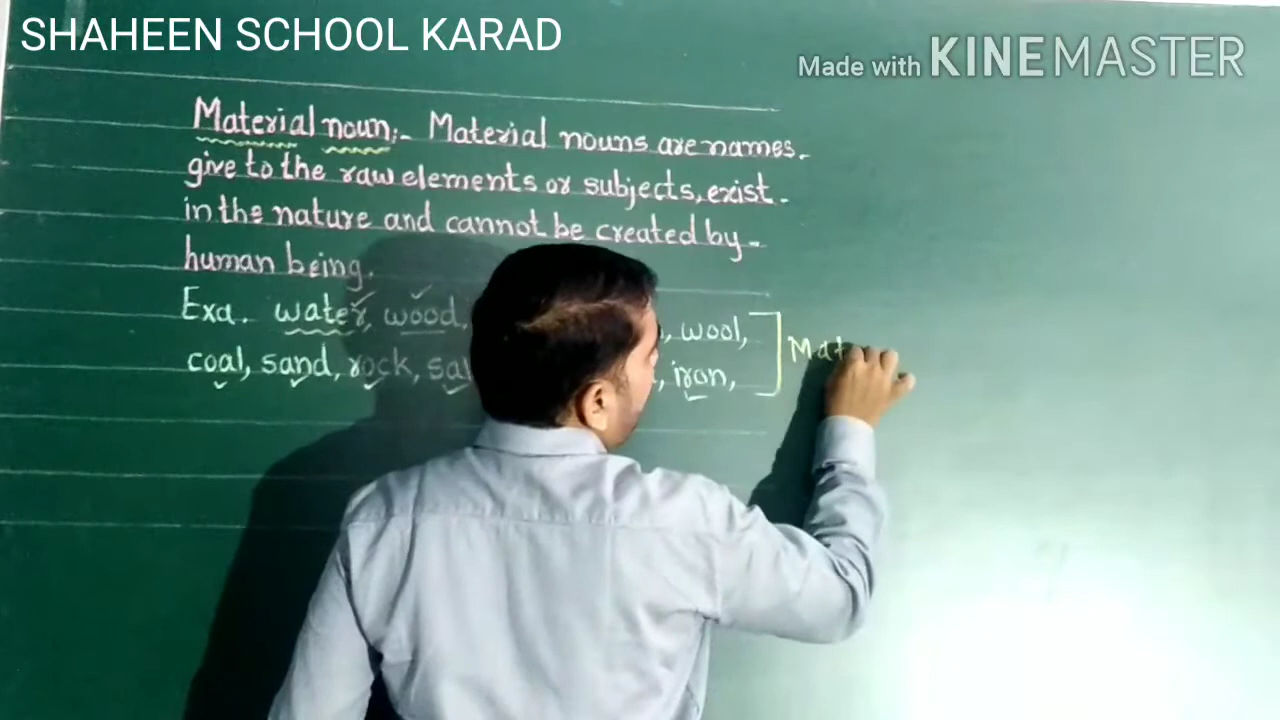 SHAHEEN SCHOOL KARAD
Made with KINEMASTER
Material noun:- Material nouns are names.
give to the raw elements or subjects, exist.
in the nature and cannot be created by-
human being.
Exa. water, wood, wool,
coal, sand, rock, iron,
Mat